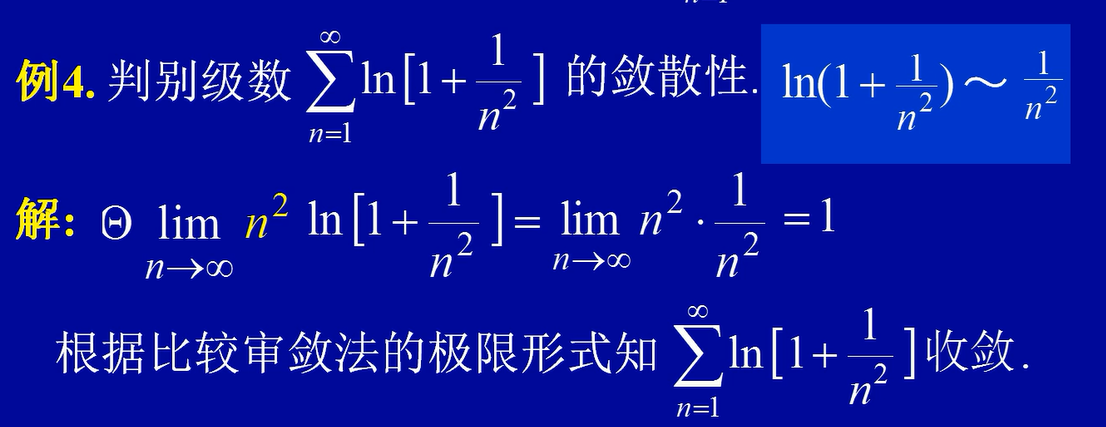 例4. 判别级数 $\sum_{n=1}^{\infty} \ln\left[1+\frac{1}{n^2}\right]$ 的敛散性. $\ln(1+\frac{1}{n^2}) \sim \frac{1}{n^2}$
解: Θ $\lim_{n\to\infty} n^2 \ln\left[1+\frac{1}{n^2}\right] = \lim_{n\to\infty} n^2 \cdot \frac{1}{n^2} = 1$
根据比较审敛法的极限形式知 $\sum_{n=1}^{\infty} \ln\left[1+\frac{1}{n^2}\right]$ 收敛.